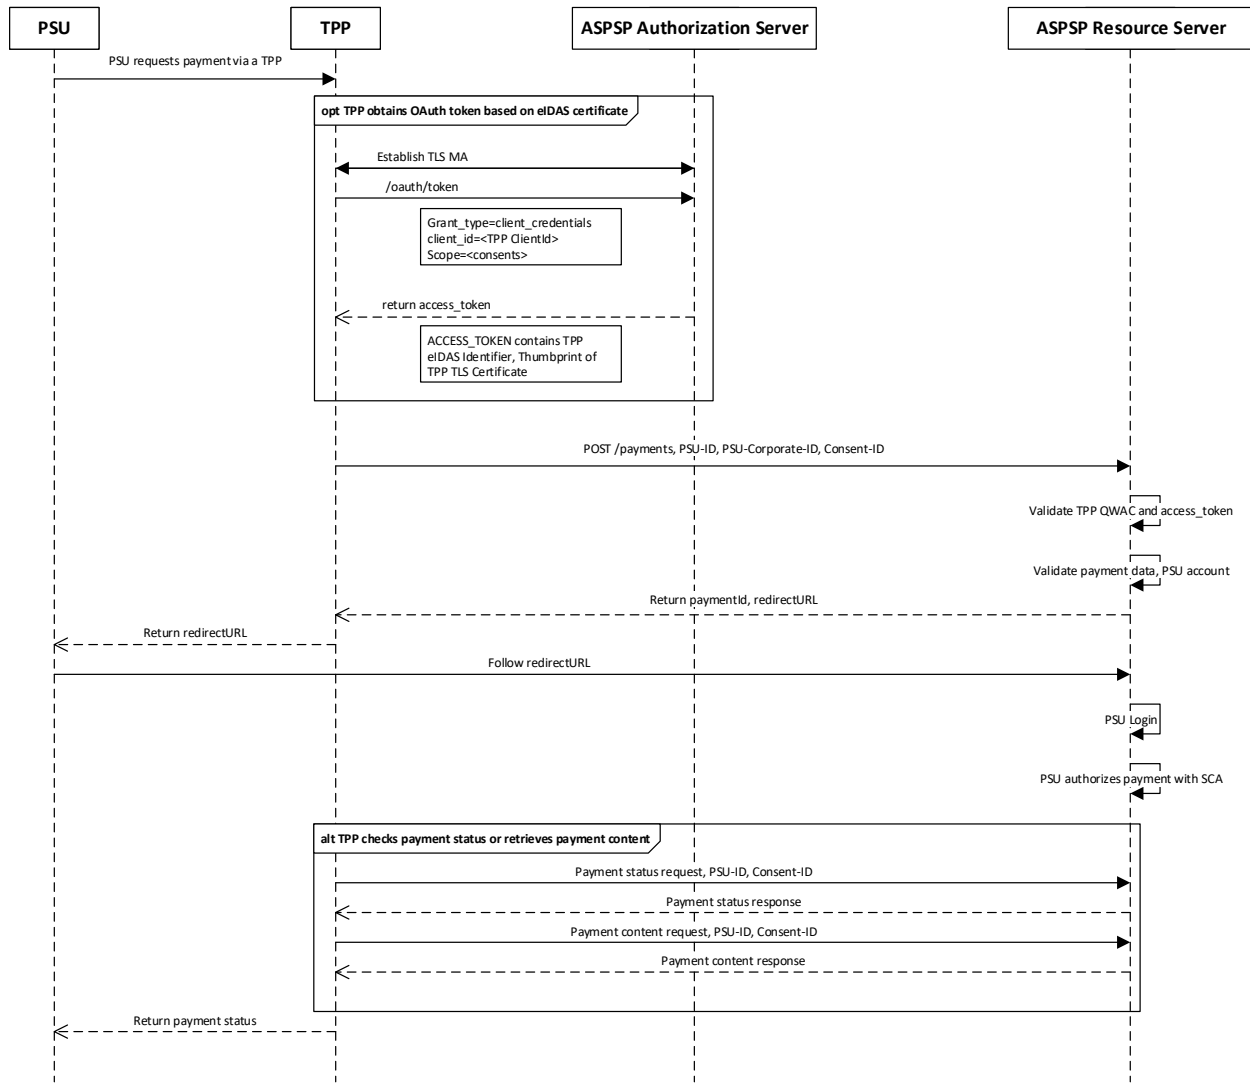 PSU
TPP
ASPSP Authorization Server
ASPSP Resource Server
PSU requests payment via a TPP
opt TPP obtains OAuth token based on eIDAS certificate
Establish TLS MA
/oauth/token
Grant_type=client_credentials
client_id=<TPP ClientId>
Scope=<consents>
return access_token
ACCESS_TOKEN contains TPP
eIDAS Identifier, Thumbprint of
TPP TLS Certificate
POST /payments, PSU-ID, PSU-Corporate-ID, Consent-ID
Validate TPP QWAC and access_token
Validate payment data, PSU account
Return paymentId, redirectURL
Return redirectURL
Follow redirectURL
PSU Login
PSU authorizes payment with SCA
alt TPP checks payment status or retrieves payment content
Payment status request, PSU-ID, Consent-ID
Payment status response
Payment content request, PSU-ID, Consent-ID
Payment content response
Return payment status